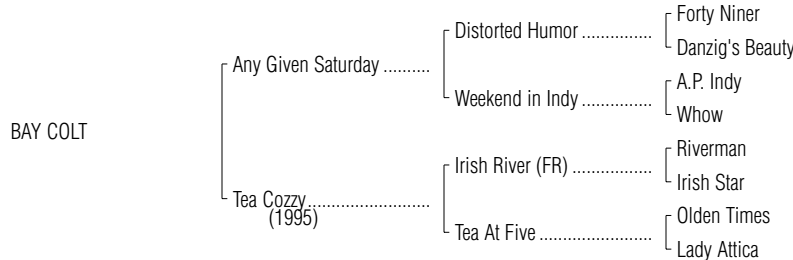 Forty Niner
Distorted Humor ...............
Danzig's Beauty
Any Given Saturday ..........
A.P. Indy
Weekend in Indy ...............
Whow
BAY COLT
Riverman
Irish River (FR) .................
Irish Star
Tea Cozzy..........................
(1995)
Olden Times
Tea At Five .......................
Lady Attica